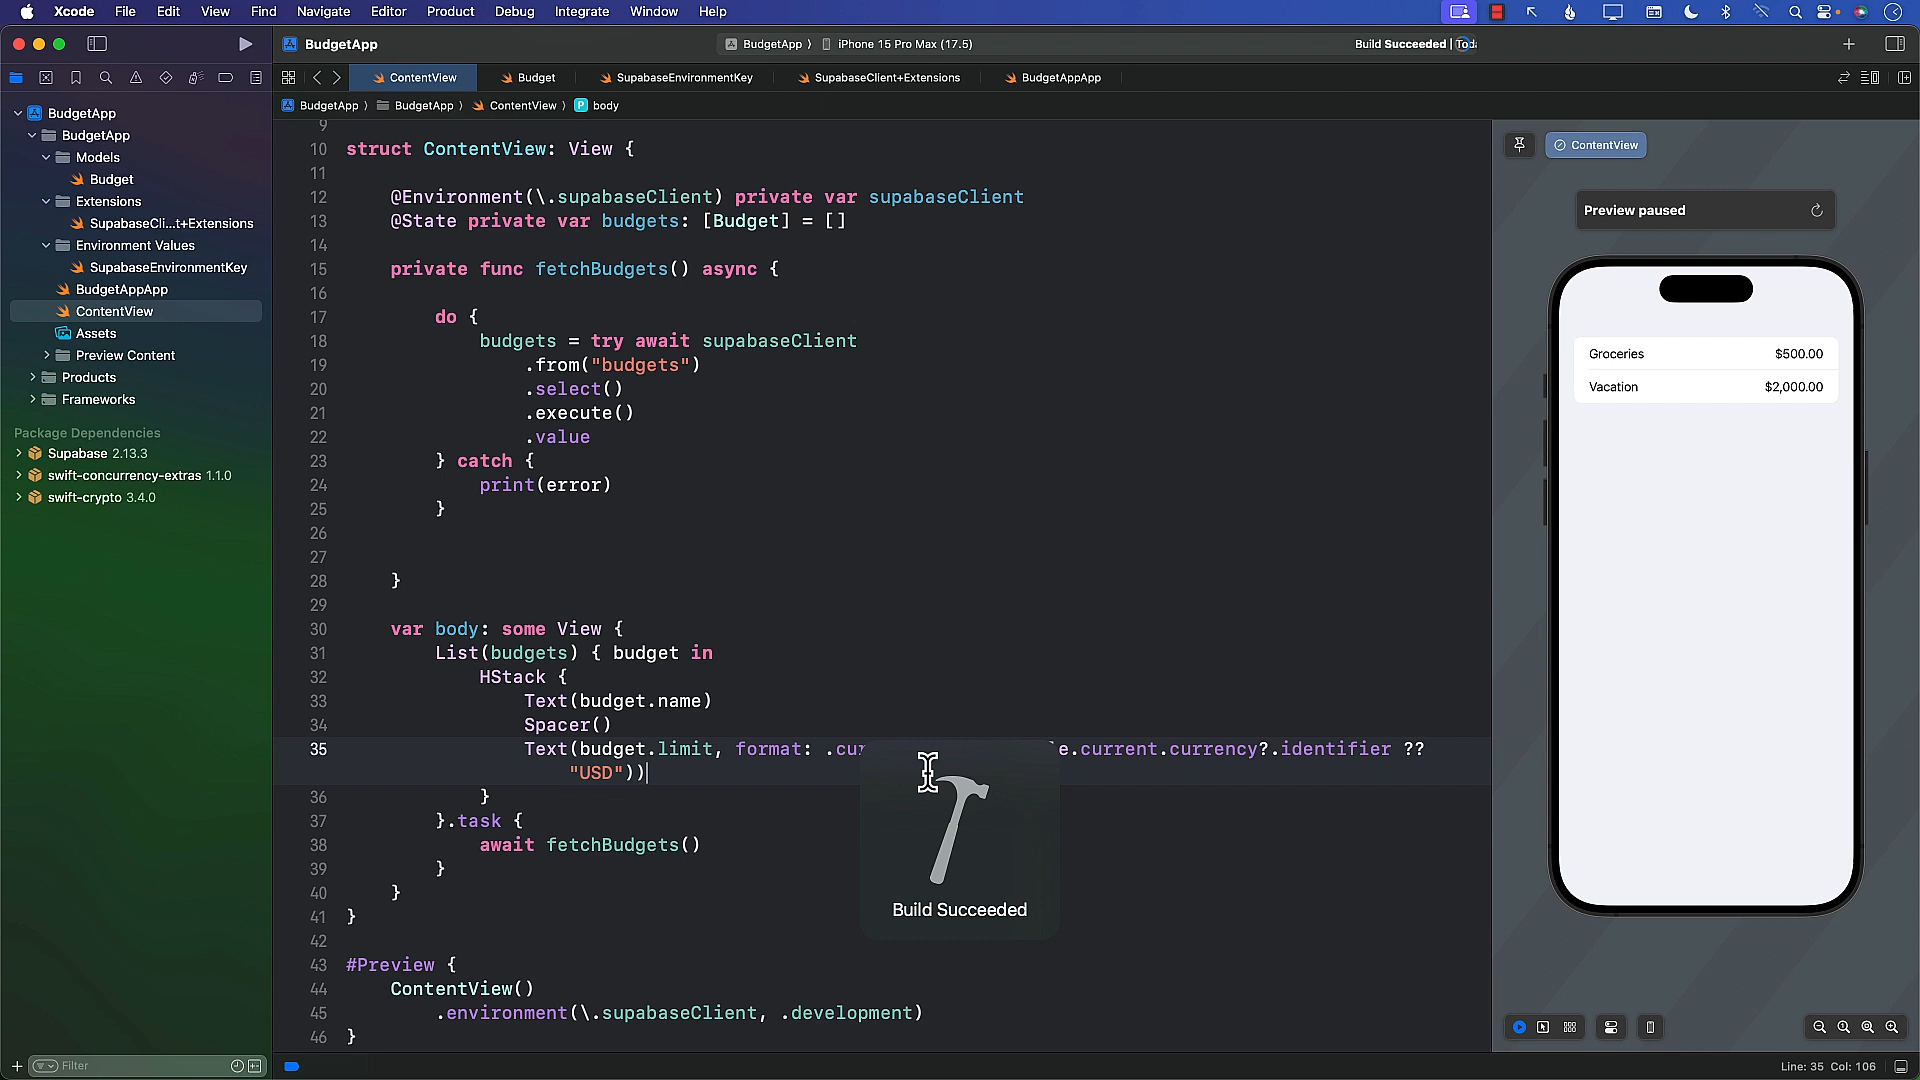 Xcode File Edit View Find Navigate Editor Product Debug Integrate Window Help
BudgetApp
BudgetApp ⟩ iPhone 15 Pro Max (17.5)
Build Succeeded |
ContentView Budget SupabaseEnvironmentKey SupabaseClient+Extensions BudgetAppApp
BudgetApp ⟩ BudgetApp ⟩ ContentView ⟩ P body
BudgetApp
BudgetApp
Models
Budget
Extensions
SupabaseCli...t+Extensions
Environment Values
SupabaseEnvironmentKey
BudgetAppApp
ContentView
Assets
Preview Content
Products
Frameworks
Package Dependencies
Supabase 2.13.3
swift-concurrency-extras 1.1.0
swift-crypto 3.4.0
Filter
9
10 struct ContentView: View {
11
12 @Environment(\.supabaseClient) private var supabaseClient
13 @State private var budgets: [Budget] = []
14
15 private func fetchBudgets() async {
16
17 do {
18 budgets = try await supabaseClient
19 .from("budgets")
20 .select()
21 .execute()
22 .value
23 } catch {
24 print(error)
25 }
26
27
28 }
29
30 var body: some View {
31 List(budgets) { budget in
32 HStack {
33 Text(budget.name)
34 Spacer()
35 Text(budget.limit, format: .cu e.current.currency?.identifier ??
"USD"))
36 }
37 }.task {
38 await fetchBudgets()
39 }
40 }
41 }
42
43 #Preview {
44 ContentView()
45 .environment(\.supabaseClient, .development)
46 }
Build Succeeded
ContentView
Preview paused
Groceries $500.00
Vacation $2,000.00
Line: 35 Col: 106